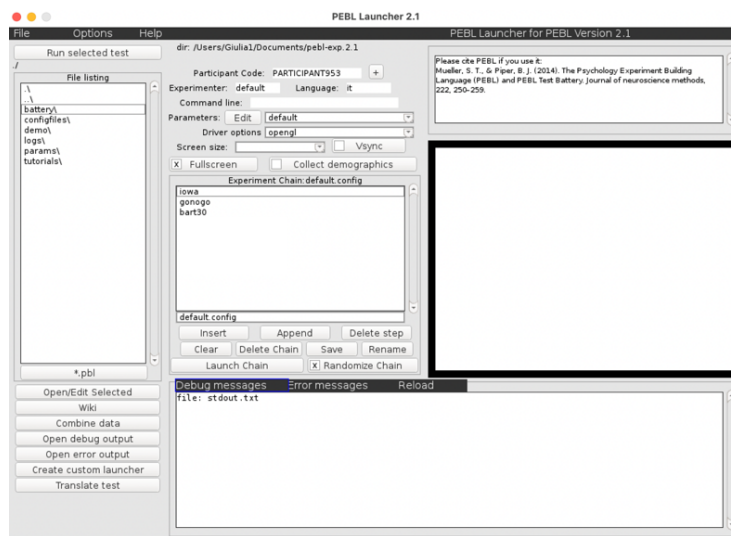 PEBL Launcher 2.1
File Options Help PEBL Launcher for PEBL Version 2.1
Run selected test
/
File listing
.\
..\
battery\
configfiles\
demo\
logs\
params\
tutorials\
*.pbl
Open/Edit Selected
Wiki
Combine data
Open debug output
Open error output
Create custom launcher
Translate test
dir: /Users/Giulia1/Documents/pebl-exp.2.1
Participant Code: PARTICIPANT953 +
Experimenter: default Language: it
Command line:
Parameters: Edit default
Driver options opengl
Screen size: Vsync
X Fullscreen Collect demographics
Experiment Chain:default.config
iowa
gonogo
bart30
default.config
Insert Append Delete step
Clear Delete Chain Save Rename
Launch Chain X Randomize Chain
Please cite PEBL if you use it:
Mueller, S. T., & Piper, B. J. (2014). The Psychology Experiment Building
Language (PEBL) and PEBL Test Battery. Journal of neuroscience methods,
222, 250-259.
Debug messages Error messages Reload
file: stdout.txt